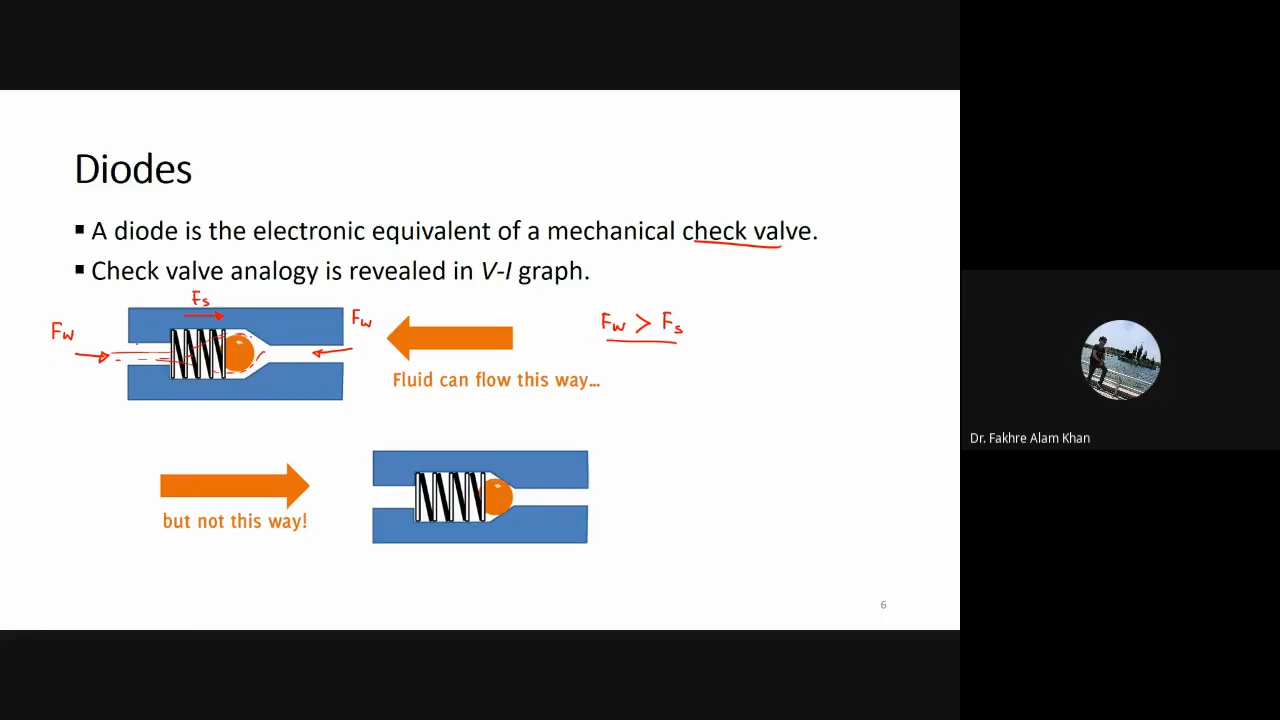 Diodes
▪ A diode is the electronic equivalent of a mechanical check valve.
▪ Check valve analogy is revealed in V-I graph.
Fs
Fw
Fw
Fw > Fs
Fluid can flow this way...
but not this way!
6
Dr. Fakhre Alam Khan